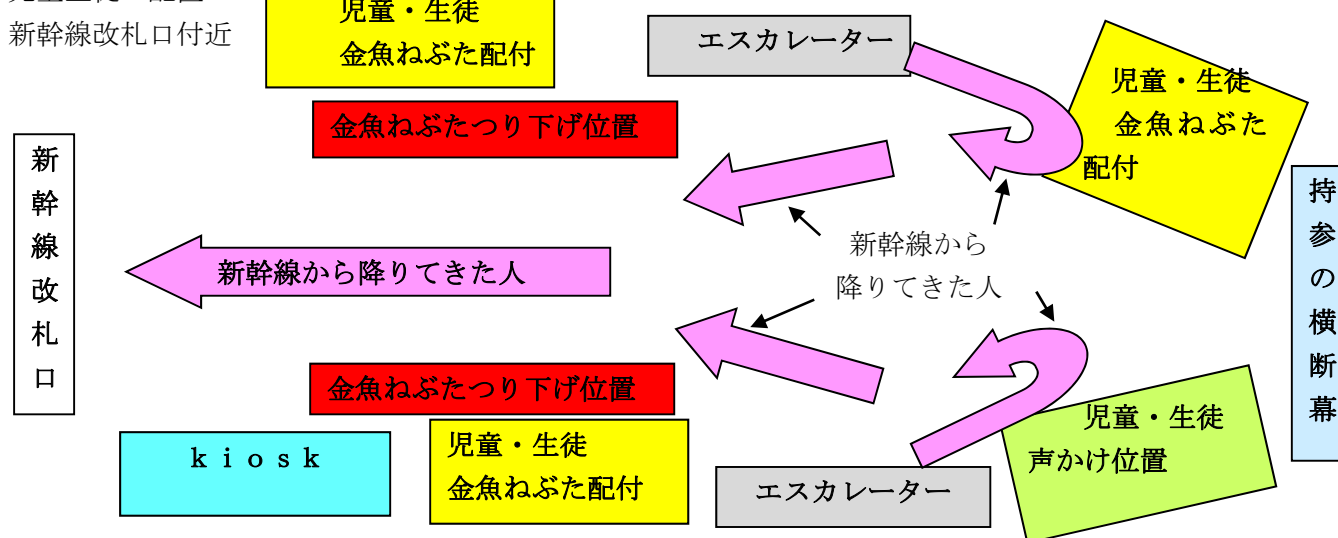 新幹線改札口付近
児童・生徒
金魚ねぶた配付
エスカレーター
児童・生徒
金魚ねぶた
配付
金魚ねぶたつり下げ位置
新幹線改札口
持参の横断幕
新幹線から
降りてきた人
新幹線から降りてきた人
金魚ねぶたつり下げ位置
児童・生徒
声かけ位置
kiosk
児童・生徒
金魚ねぶた配付
エスカレーター